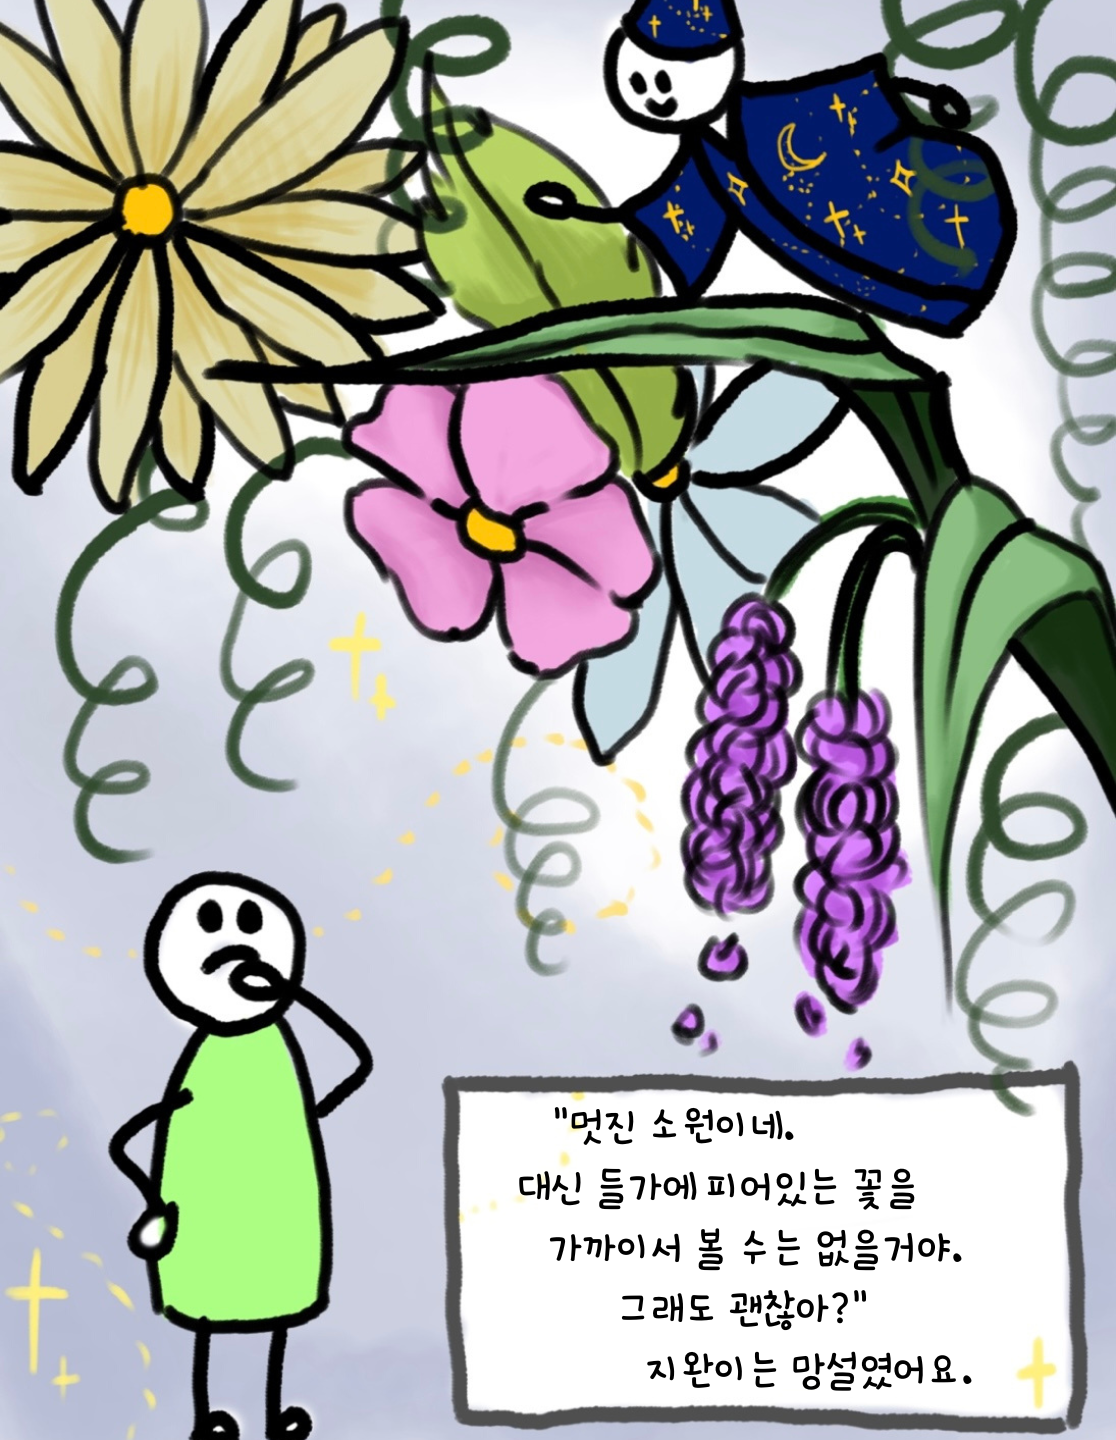 "멋진 소원이네.
대신 들가에 피어있는 꽃을
가까이서 볼 수는 없을거야.
그래도 괜찮아?"
지완이는 망설였어요.